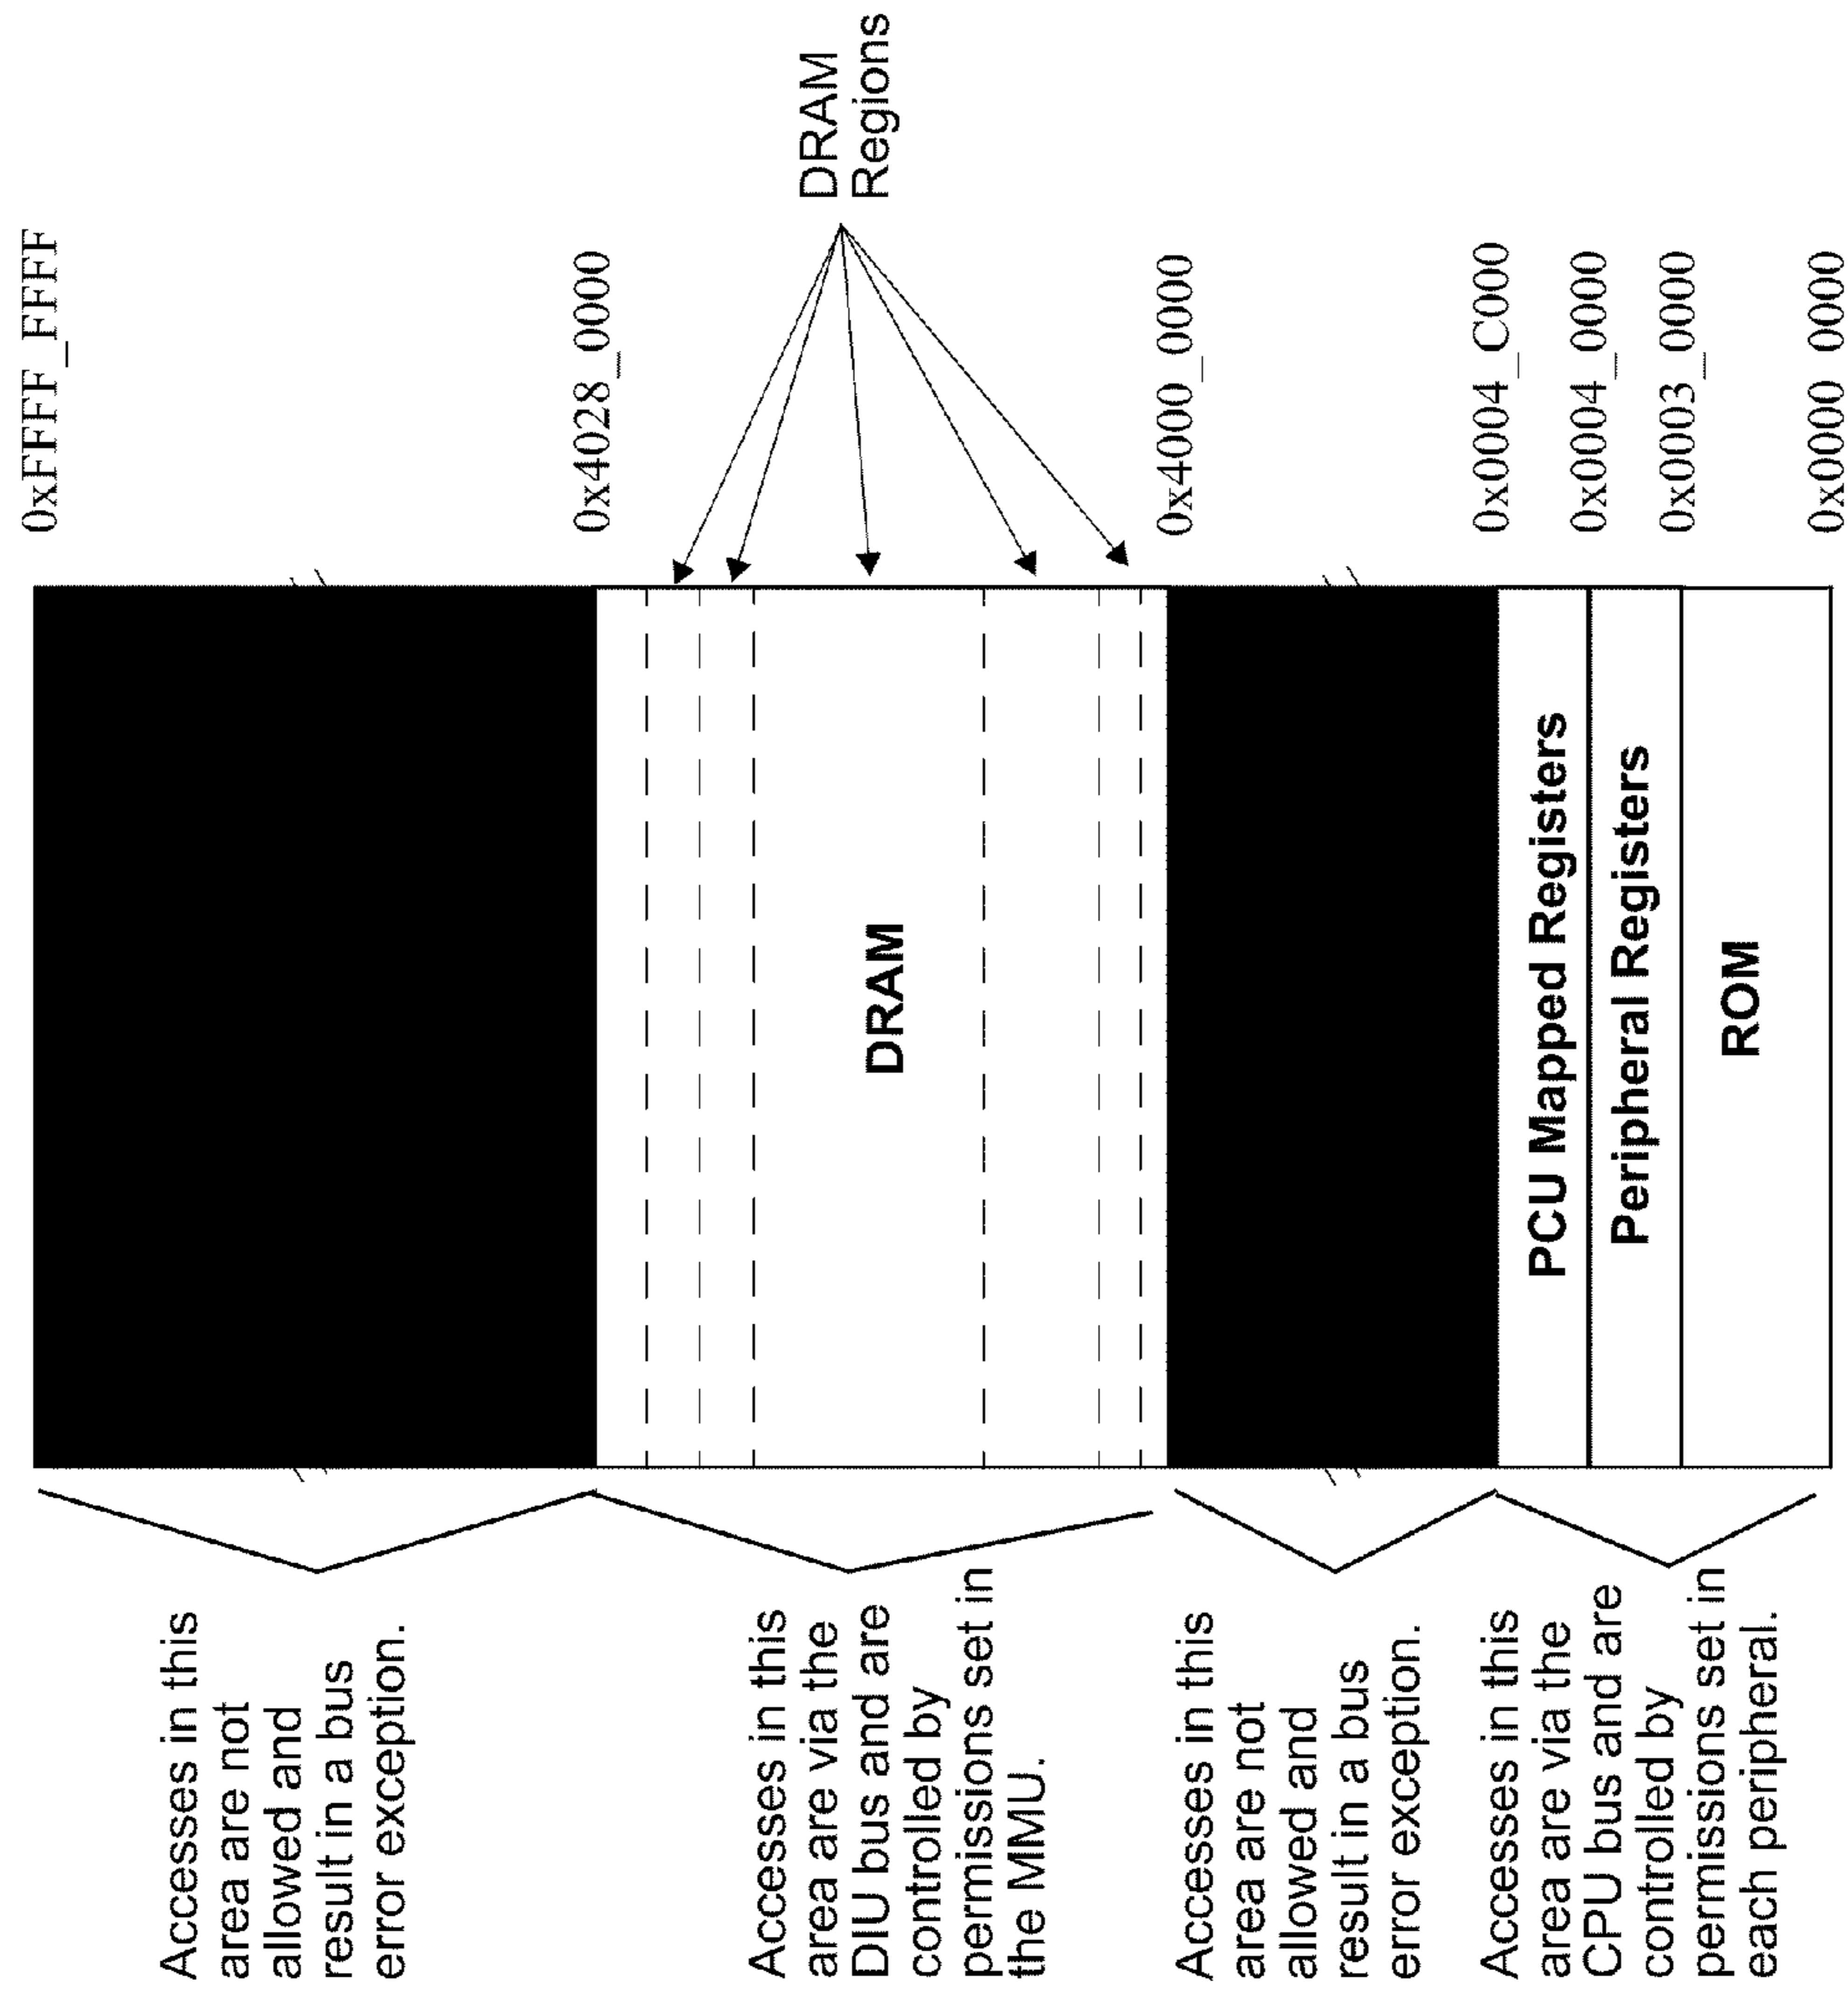 Accesses in this
area are not
allowed and
result in a bus
error exception.
Accesses in this
area are via the
DIU bus and are
controlled by
permissions set in
the MMU.
Accesses in this
area are not
allowed and
result in a bus
error exception.
Accesses in this
area are via the
CPU bus and are
controlled by
permissions set in
each peripheral.
DRAM
PCU Mapped Registers
Peripheral Registers
ROM
0xFFFF_FFFF
0x4028_0000
0x4000_0000
0x0004_C000
0x0004_0000
0x0003_0000
0x0000 0000
DRAM
Regions